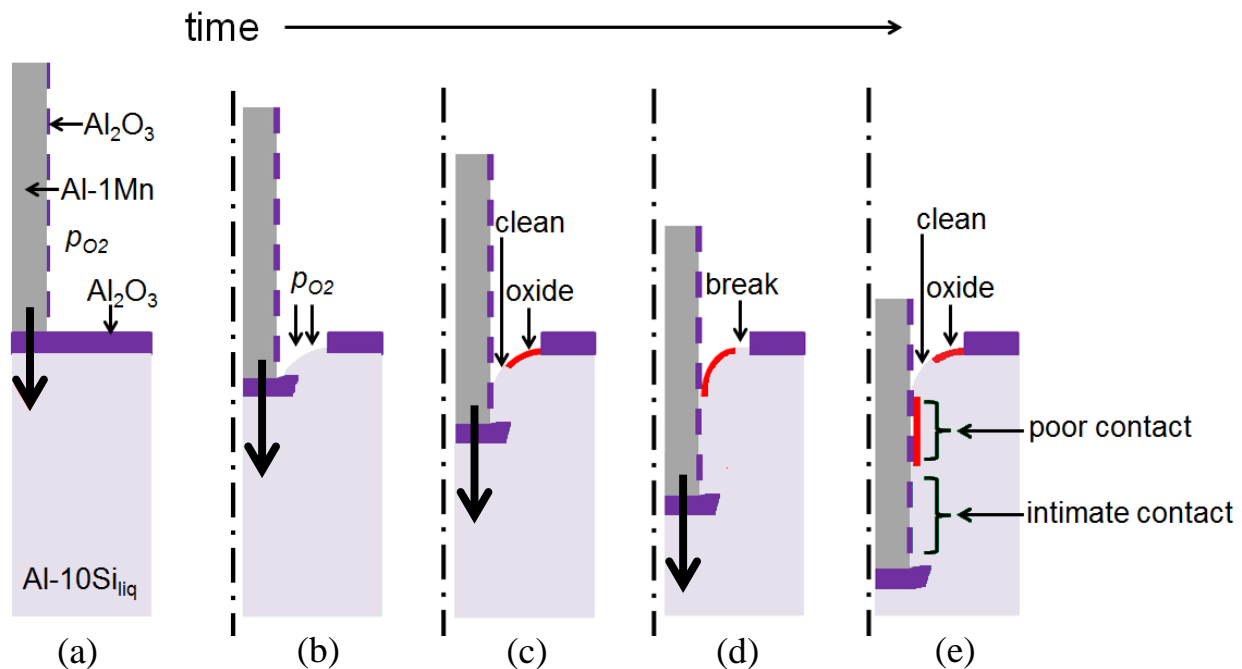 time
Al₂O₃
Al-1Mn
pO2
Al₂O₃
Al-10Siliq
pO2
clean
oxide
break
clean
oxide
poor contact
intimate contact
(a) (b) (c) (d) (e)